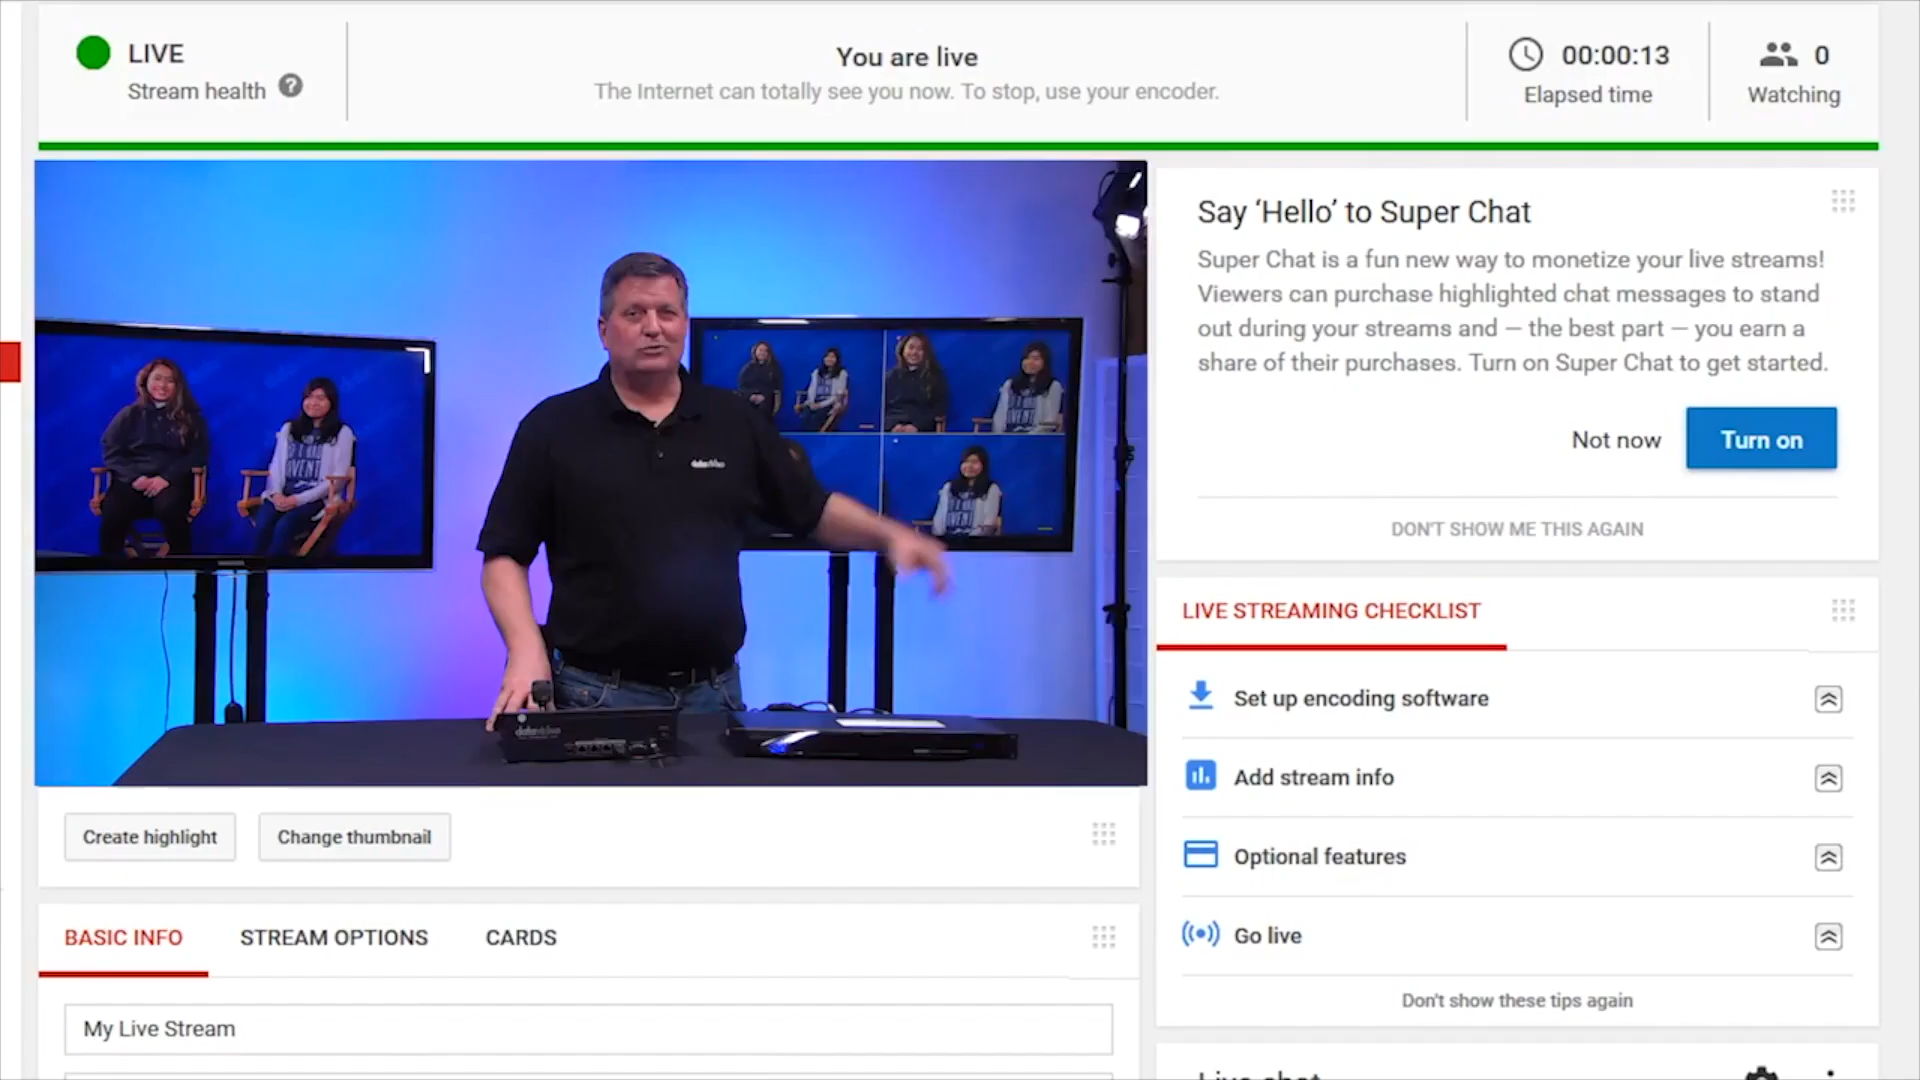 LIVE
Stream health ?
You are live
The Internet can totally see you now. To stop, use your encoder.
00:00:13
Elapsed time
0
Watching
Say ‘Hello’ to Super Chat
Super Chat is a fun new way to monetize your live streams!
Viewers can purchase highlighted chat messages to stand
out during your streams and — the best part — you earn a
share of their purchases. Turn on Super Chat to get started.
Not now
Turn on
DON'T SHOW ME THIS AGAIN
LIVE STREAMING CHECKLIST
Set up encoding software
Add stream info
Optional features
Go live
Don't show these tips again
datavideo
datavideo
Create highlight
Change thumbnail
BASIC INFO
STREAM OPTIONS
CARDS
My Live Stream
Live chat